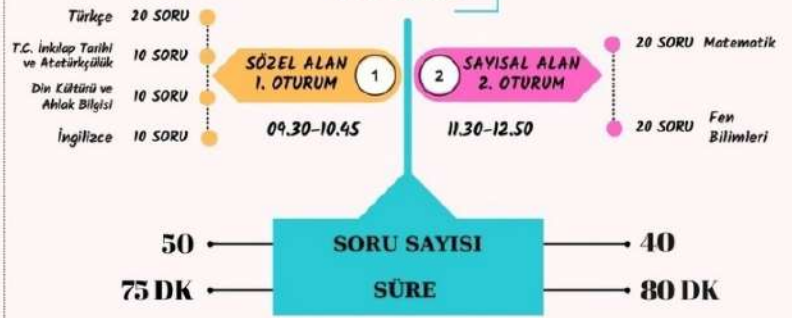 Türkçe 20 SORU
T.C. İnkılap Tarihi
ve Atatürkçülük 10 SORU
Din Kültürü ve
Ahlak Bilgisi 10 SORU
İngilizce 10 SORU
SÖZEL ALAN
1. OTURUM
1
09.30-10.45
2
SAYISAL ALAN
2. OTURUM
11.30-12.50
20 SORU Matematik
20 SORU Fen
Bilimleri
50 SORU SAYISI 40
75 DK SÜRE 80 DK